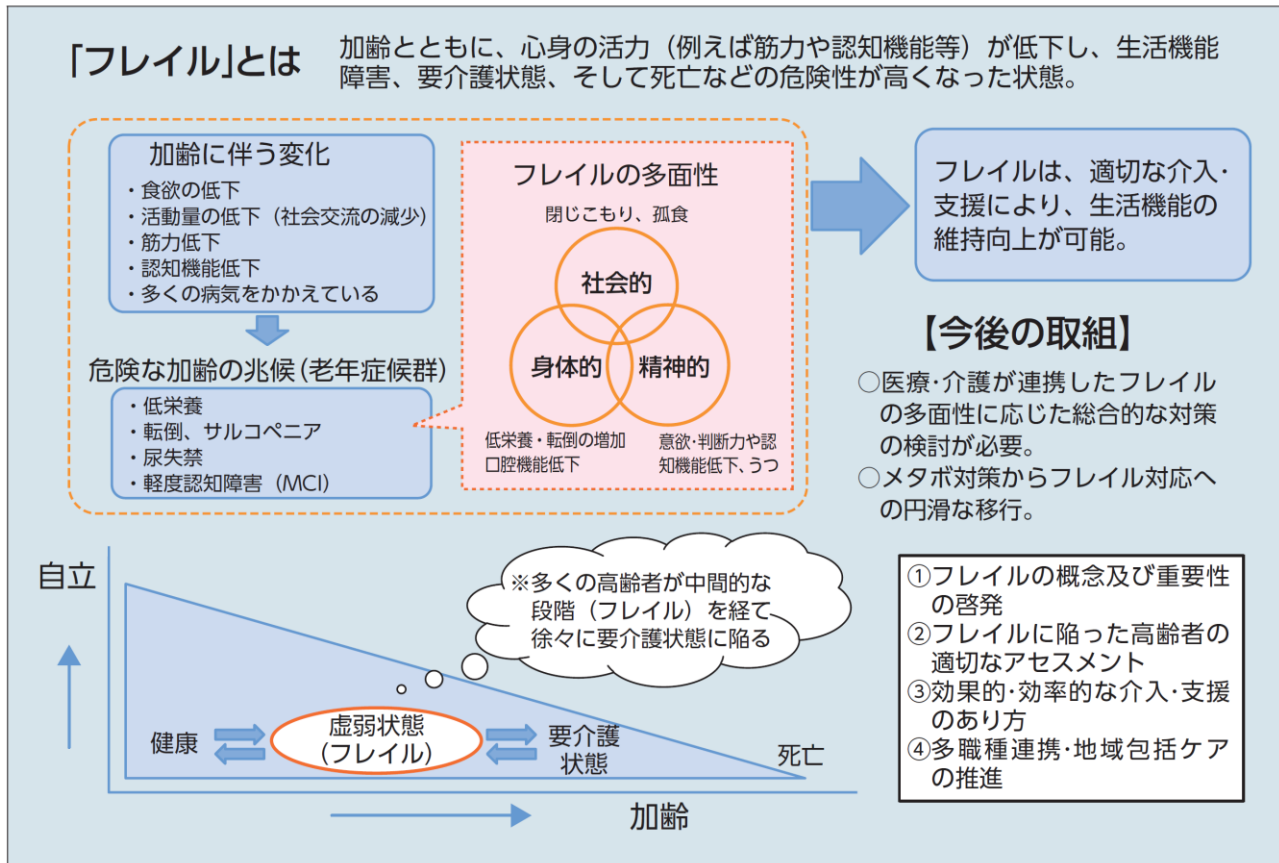 「フレイル」とは
加齢とともに、心身の活力（例えば筋力や認知機能等）が低下し、生活機能
障害、要介護状態、そして死亡などの危険性が高くなった状態。
加齢に伴う変化
・食欲の低下
・活動量の低下（社会交流の減少）
・筋力低下
・認知機能低下
・多くの病気をかかえている
危険な加齢の兆候（老年症候群）
・低栄養
・転倒、サルコペニア
・尿失禁
・軽度認知障害（MCI）
フレイルの多面性
閉じこもり、孤食
社会的
身体的
精神的
低栄養・転倒の増加
口腔機能低下
意欲・判断力や認
知機能低下、うつ
フレイルは、適切な介入・
支援により、生活機能の
維持向上が可能。
【今後の取組】
○医療・介護が連携したフレイル
の多面性に応じた総合的な対策
の検討が必要。
○メタボ対策からフレイル対応へ
の円滑な移行。
①フレイルの概念及び重要性
の啓発
②フレイルに陥った高齢者の
適切なアセスメント
③効果的・効率的な介入・支援
のあり方
④多職種連携・地域包括ケア
の推進
自立
※多くの高齢者が中間的な
段階（フレイル）を経て
徐々に要介護状態に陥る
健康
虚弱状態
（フレイル）
要介護
状態
死亡
加齢